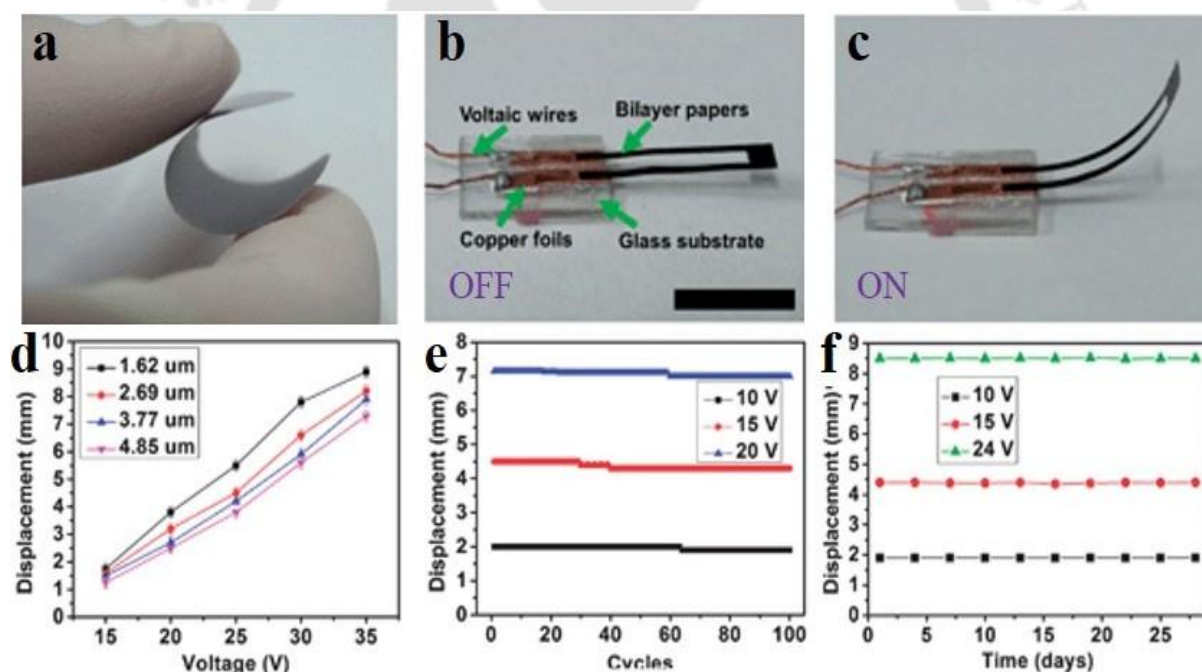 a
b
c
Voltaic wires
Bilayer papers
Copper foils
Glass substrate
OFF
ON
d
10
9
8
7
6
5
4
3
2
1
0
Displacement (mm)
1.62 um
2.69 um
3.77 um
4.85 um
15 20 25 30 35
Voltage (V)
e
8
7
6
5
4
3
2
1
0
Displacement (mm)
10 V
15 V
20 V
0 20 40 60 80 100
Cycles
f
9
8
7
6
5
4
3
2
1
0
Displacement (mm)
10 V
15 V
24 V
0 5 10 15 20 25
Time (days)